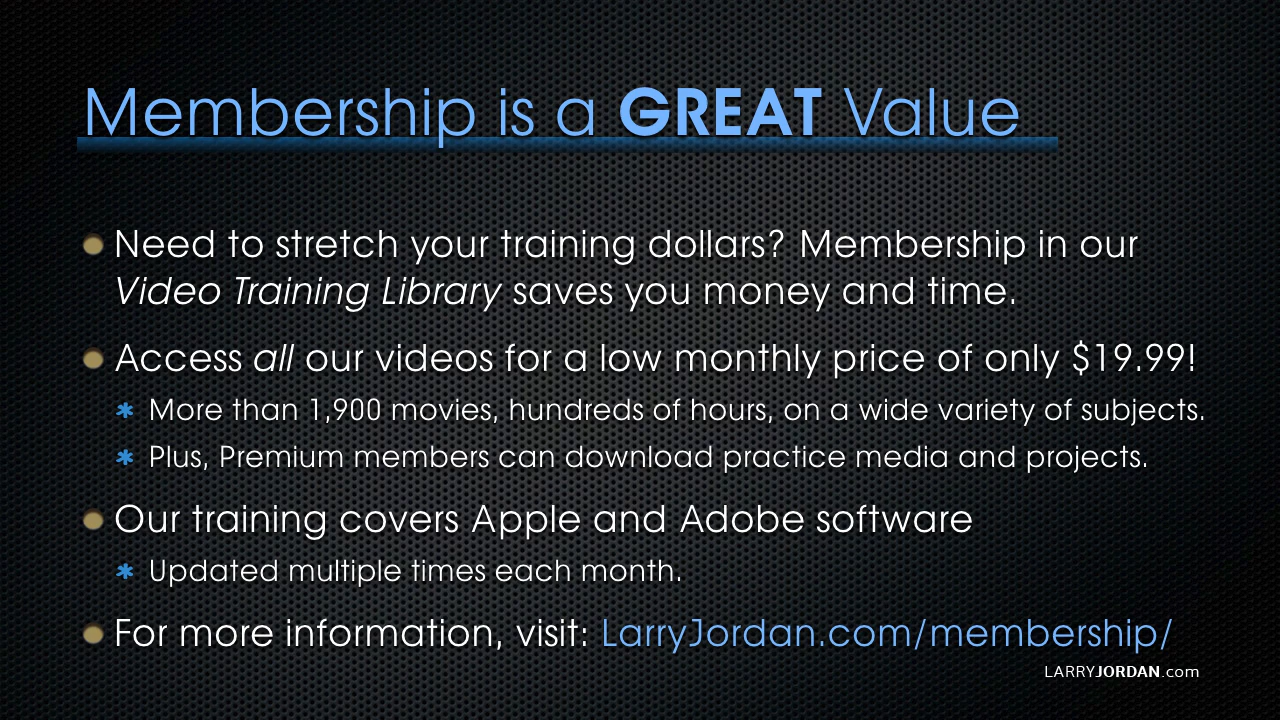 Membership is a GREAT Value
Need to stretch your training dollars? Membership in our
Video Training Library saves you money and time.
Access all our videos for a low monthly price of only $19.99!
More than 1,900 movies, hundreds of hours, on a wide variety of subjects.
Plus, Premium members can download practice media and projects.
Our training covers Apple and Adobe software
Updated multiple times each month.
For more information, visit: LarryJordan.com/membership/
LARRYJORDAN.com